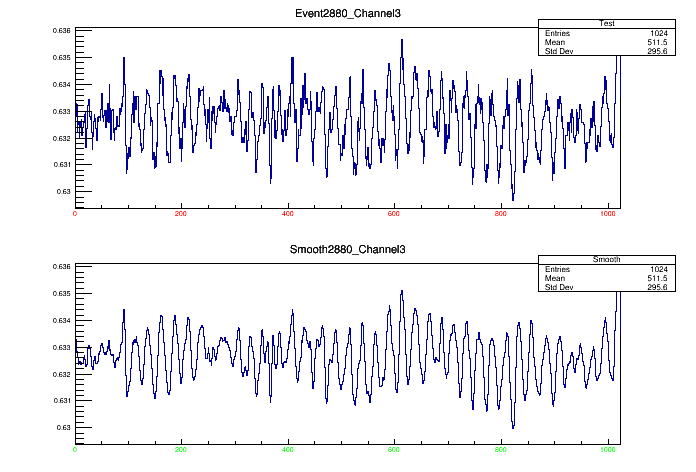 Event2880_Channel3
Test
Entries 1024
Mean 511.5
Std Dev 295.6
0.636
0.635
0.634
0.633
0.632
0.631
0.63
0 200 400 600 800 1000
Smooth2880_Channel3
Smooth
Entries 1024
Mean 511.5
Std Dev 295.6
0.636
0.635
0.634
0.633
0.632
0.631
0.63
0 200 400 600 800 1000